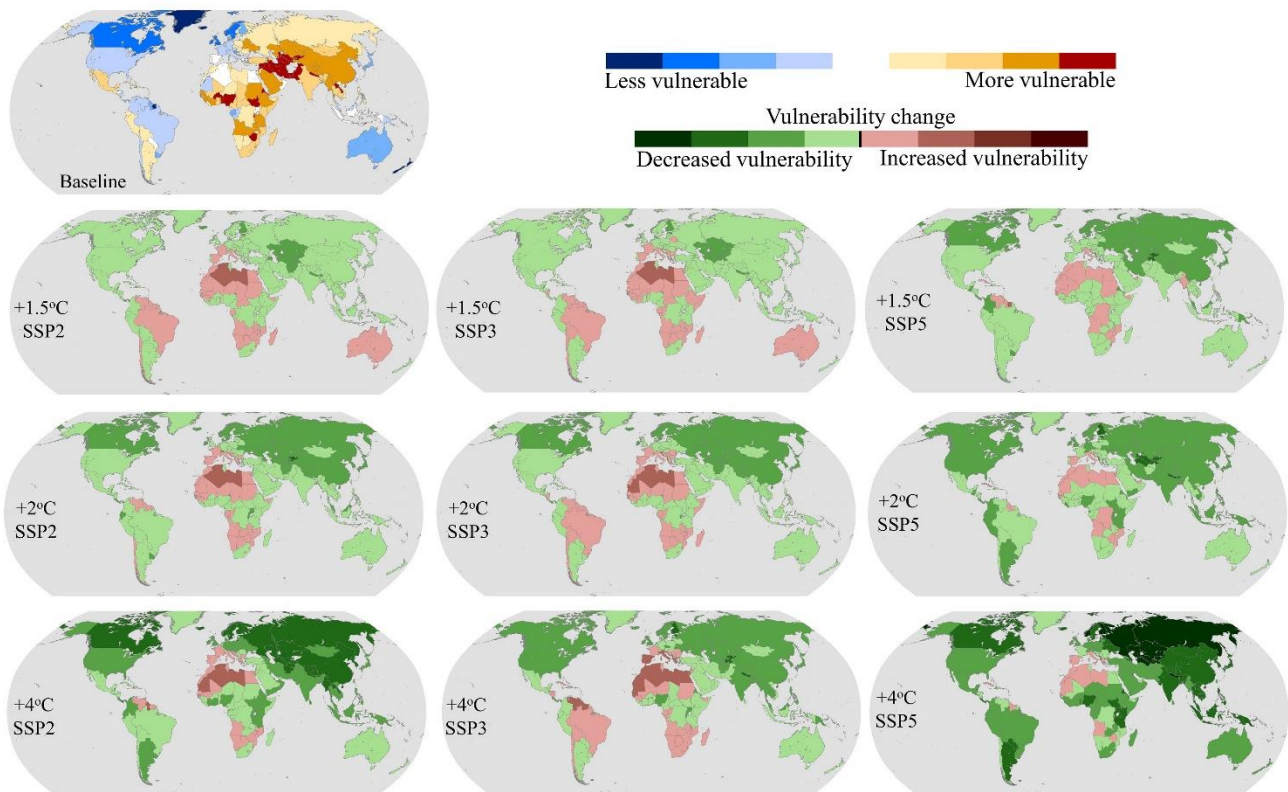 Baseline
Less vulnerable
More vulnerable
Vulnerability change
Decreased vulnerability
Increased vulnerability
+1.5°C
SSP2
+1.5°C
SSP3
+1.5°C
SSP5
+2°C
SSP2
+2°C
SSP3
+2°C
SSP5
+4°C
SSP2
+4°C
SSP3
+4°C
SSP5